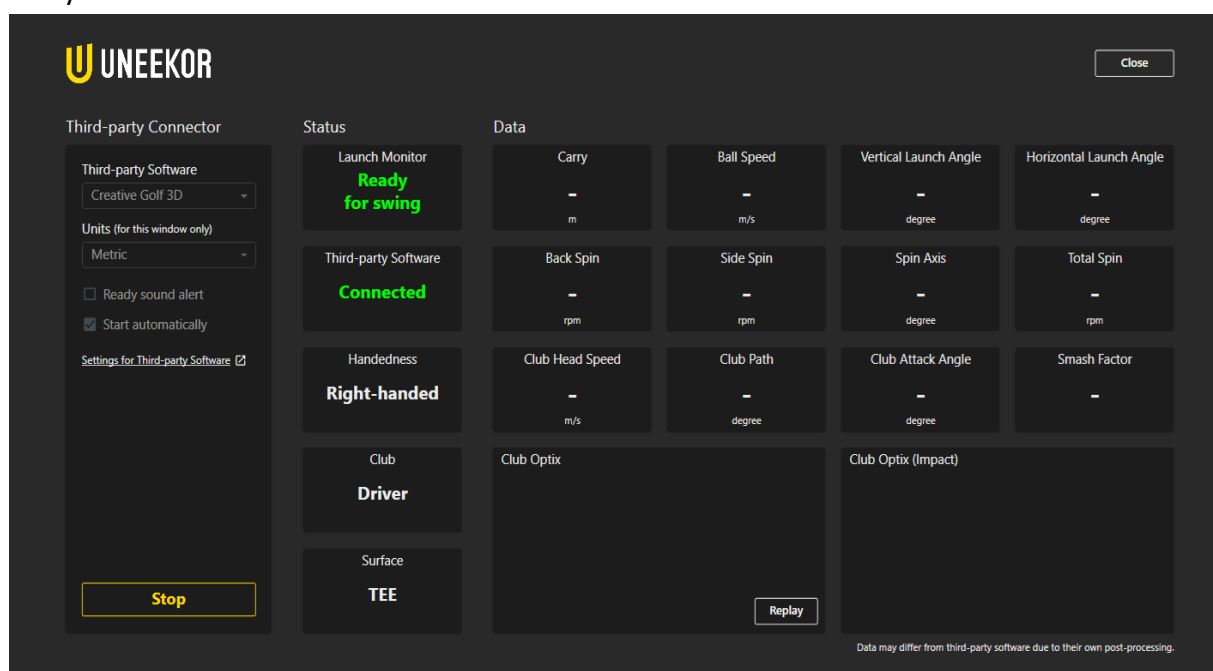 UNEEKOR
Close
Third-party Connector
Third-party Software
Creative Golf 3D
Units (for this window only)
Metric
Ready sound alert
Start automatically
Settings for Third-party Software
Stop
Status
Launch Monitor
Ready
for swing
Third-party Software
Connected
Handedness
Right-handed
Club
Driver
Surface
TEE
Data
Carry
-
m
Ball Speed
-
m/s
Vertical Launch Angle
-
degree
Horizontal Launch Angle
-
degree
Back Spin
-
rpm
Side Spin
-
rpm
Spin Axis
-
degree
Total Spin
-
rpm
Club Head Speed
-
m/s
Club Path
-
degree
Club Attack Angle
-
degree
Smash Factor
-
Club Optix
Replay
Club Optix (Impact)
Data may differ from third-party software due to their own post-processing.